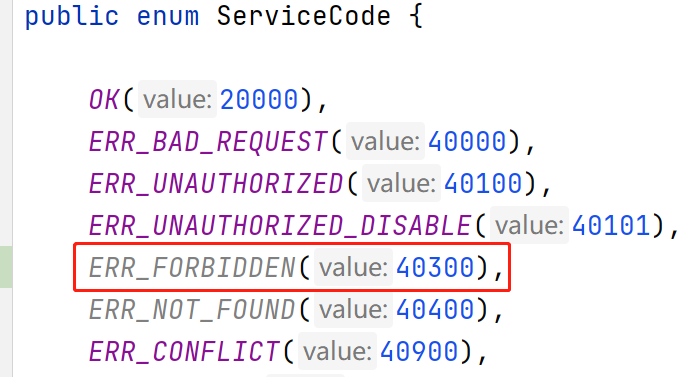 public enum ServiceCode {
OK( value: 20000),
ERR_BAD_REQUEST( value: 40000),
ERR_UNAUTHORIZED( value: 40100),
ERR_UNAUTHORIZED_DISABLE( value: 40101),
ERR_FORBIDDEN( value: 40300),
ERR_NOT_FOUND( value: 40400),
ERR_CONFLICT( value: 40900),